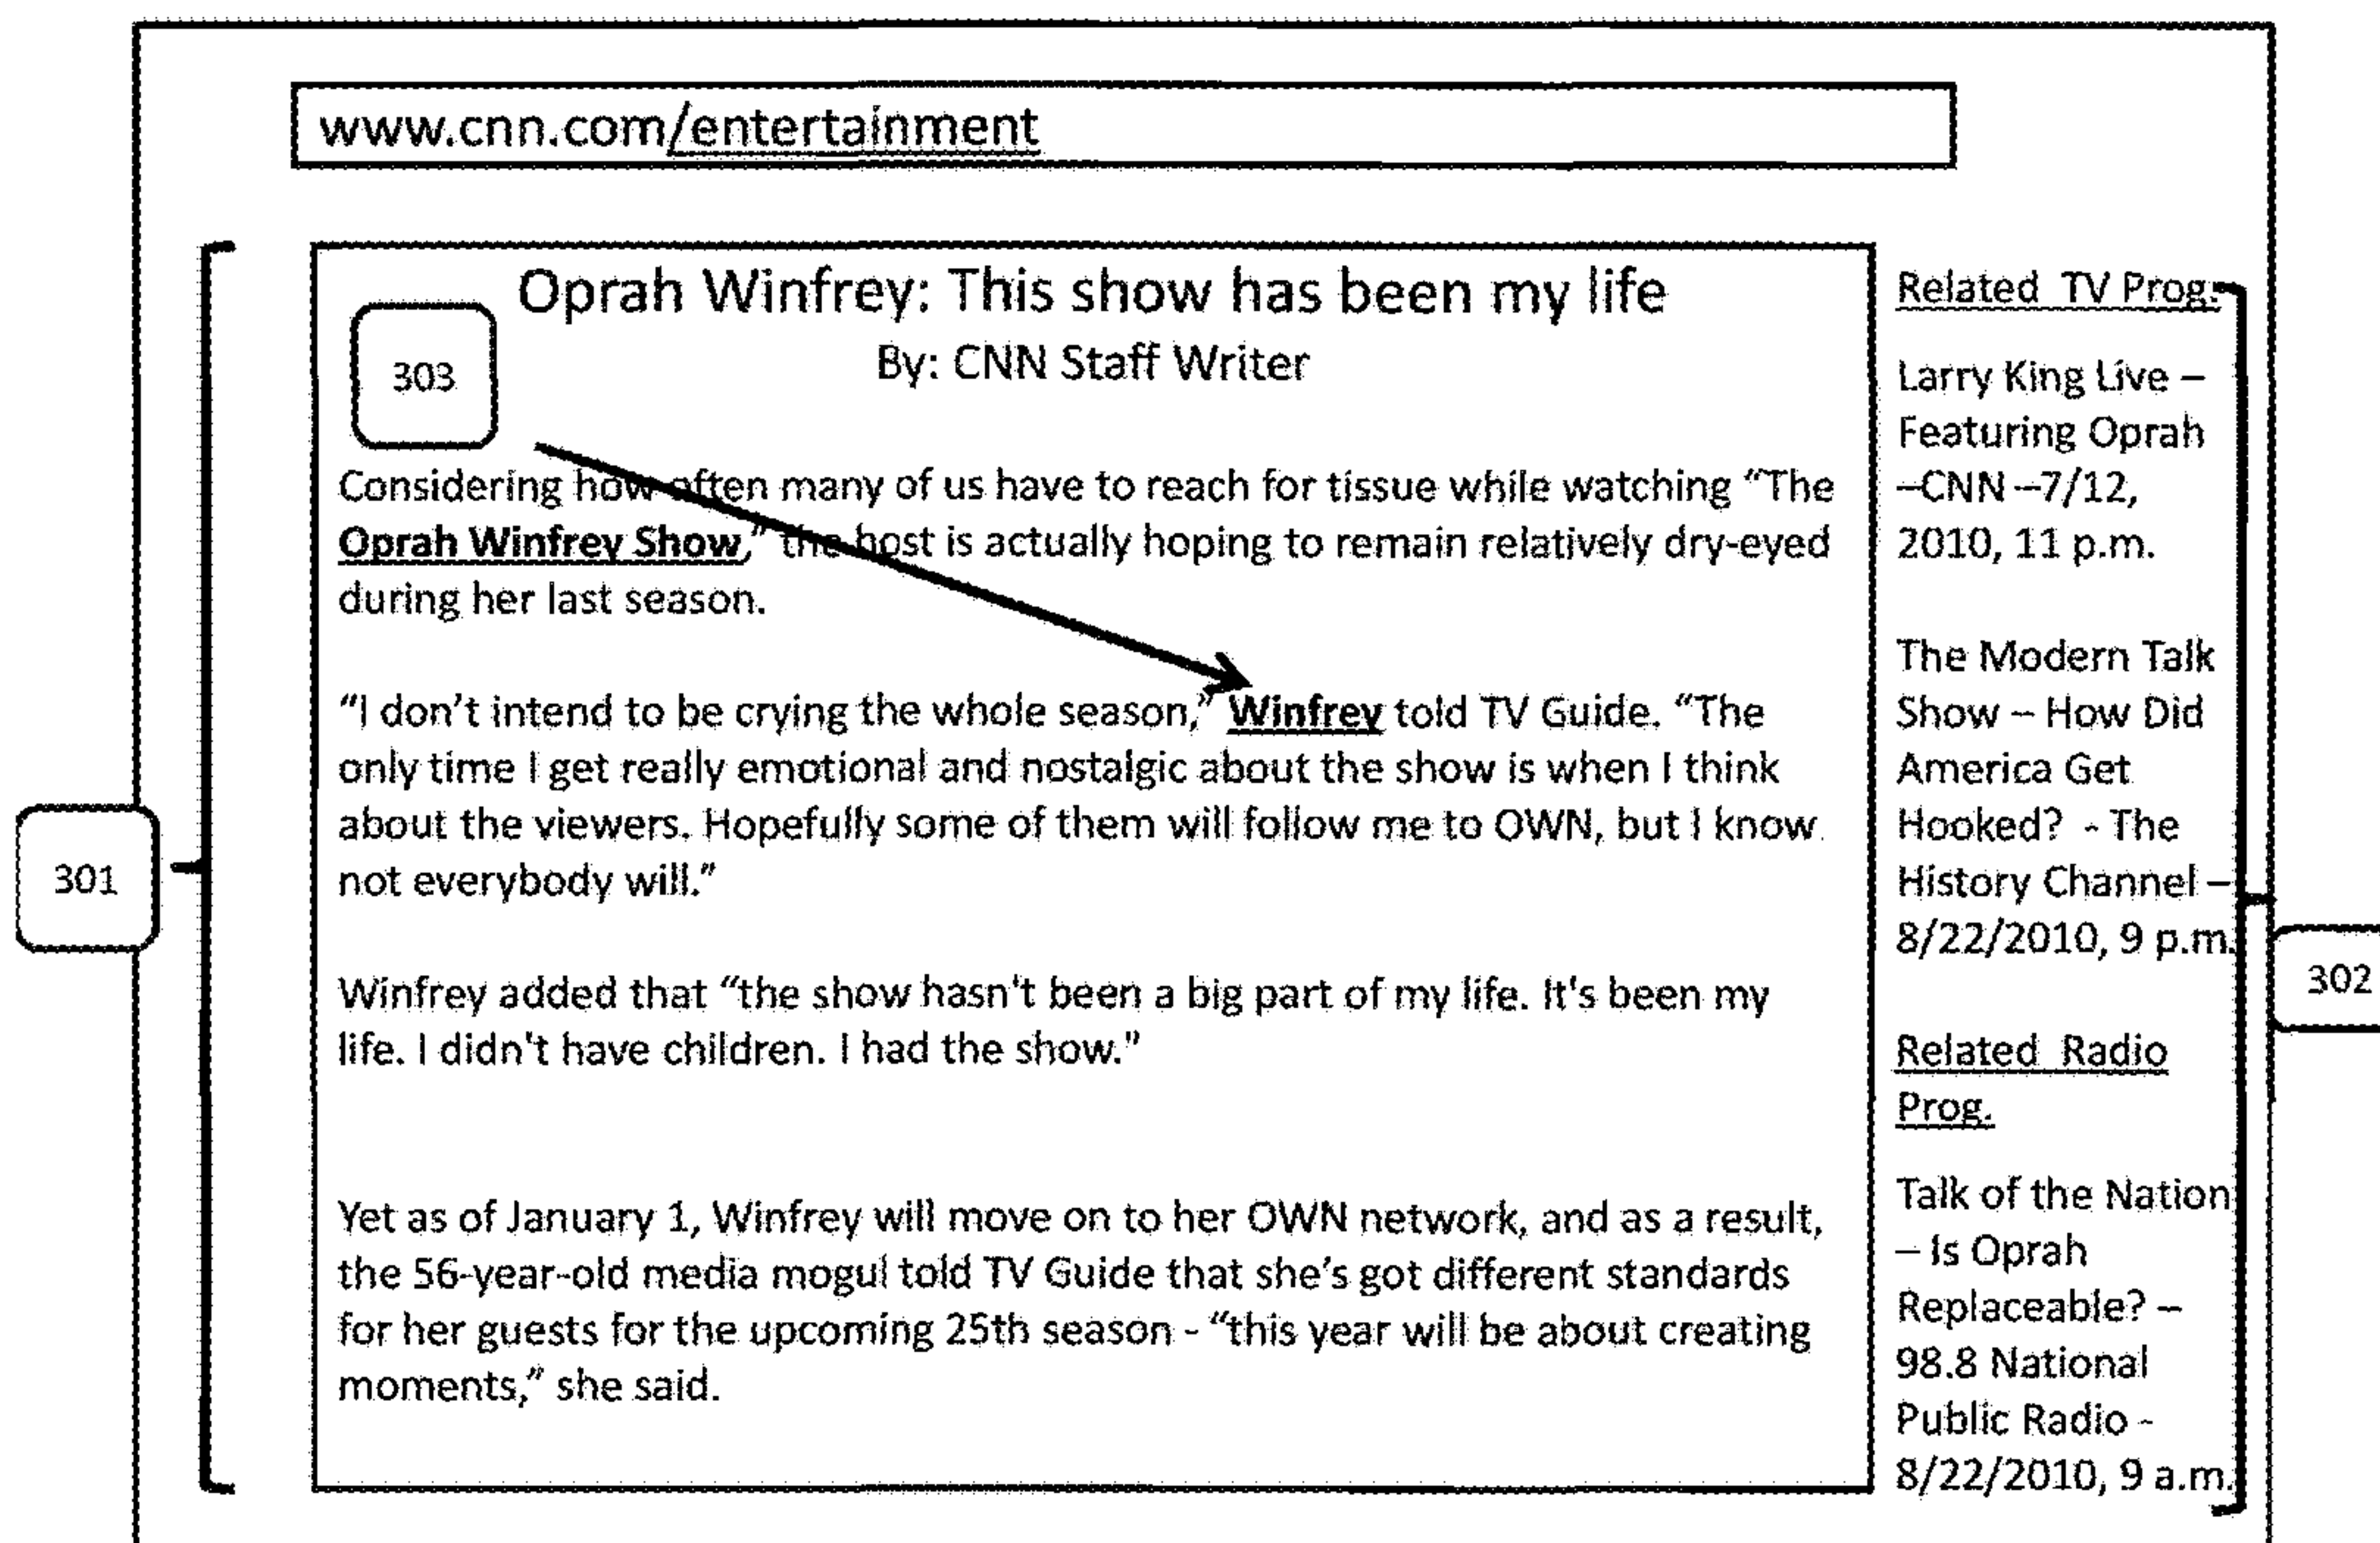 www.cnn.com/entertainment
Oprah Winfrey: This show has been my life
By: CNN Staff Writer
303
Considering how often many of us have to reach for tissue while watching “The
Oprah Winfrey Show,” the host is actually hoping to remain relatively dry-eyed
during her last season.
“I don’t intend to be crying the whole season,” Winfrey told TV Guide. “The
only time I get really emotional and nostalgic about the show is when I think
about the viewers. Hopefully some of them will follow me to OWN, but I know
not everybody will.”
Winfrey added that “the show hasn't been a big part of my life. It's been my
life. I didn't have children. I had the show."
Yet as of January 1, Winfrey will move on to her OWN network, and as a result,
the 56-year-old media mogul told TV Guide that she’s got different standards
for her guests for the upcoming 25th season - “this year will be about creating
moments,” she said.
301
Related TV Prog.
Larry King Live –
Featuring Oprah
–CNN –7/12,
2010, 11 p.m.
The Modern Talk
Show – How Did
America Get
Hooked? - The
History Channel –
8/22/2010, 9 p.m.
Related Radio
Prog.
Talk of the Nation
– Is Oprah
Replaceable? –
98.8 National
Public Radio -
8/22/2010, 9 a.m.
302